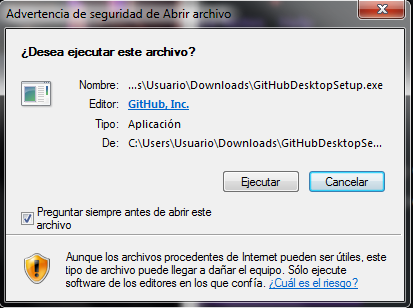 Advertencia de seguridad de Abrir archivo
¿Desea ejecutar este archivo?
Nombre: ...s\Usuario\Downloads\GitHubDesktopSetup.exe
Editor: GitHub, Inc.
Tipo: Aplicación
De: C:\Users\Usuario\Downloads\GitHubDesktopSe...
Ejecutar Cancelar
Preguntar siempre antes de abrir este
archivo
Aunque los archivos procedentes de Internet pueden ser útiles, este
tipo de archivo puede llegar a dañar el equipo. Sólo ejecute
software de los editores en los que confía. ¿Cuál es el riesgo?